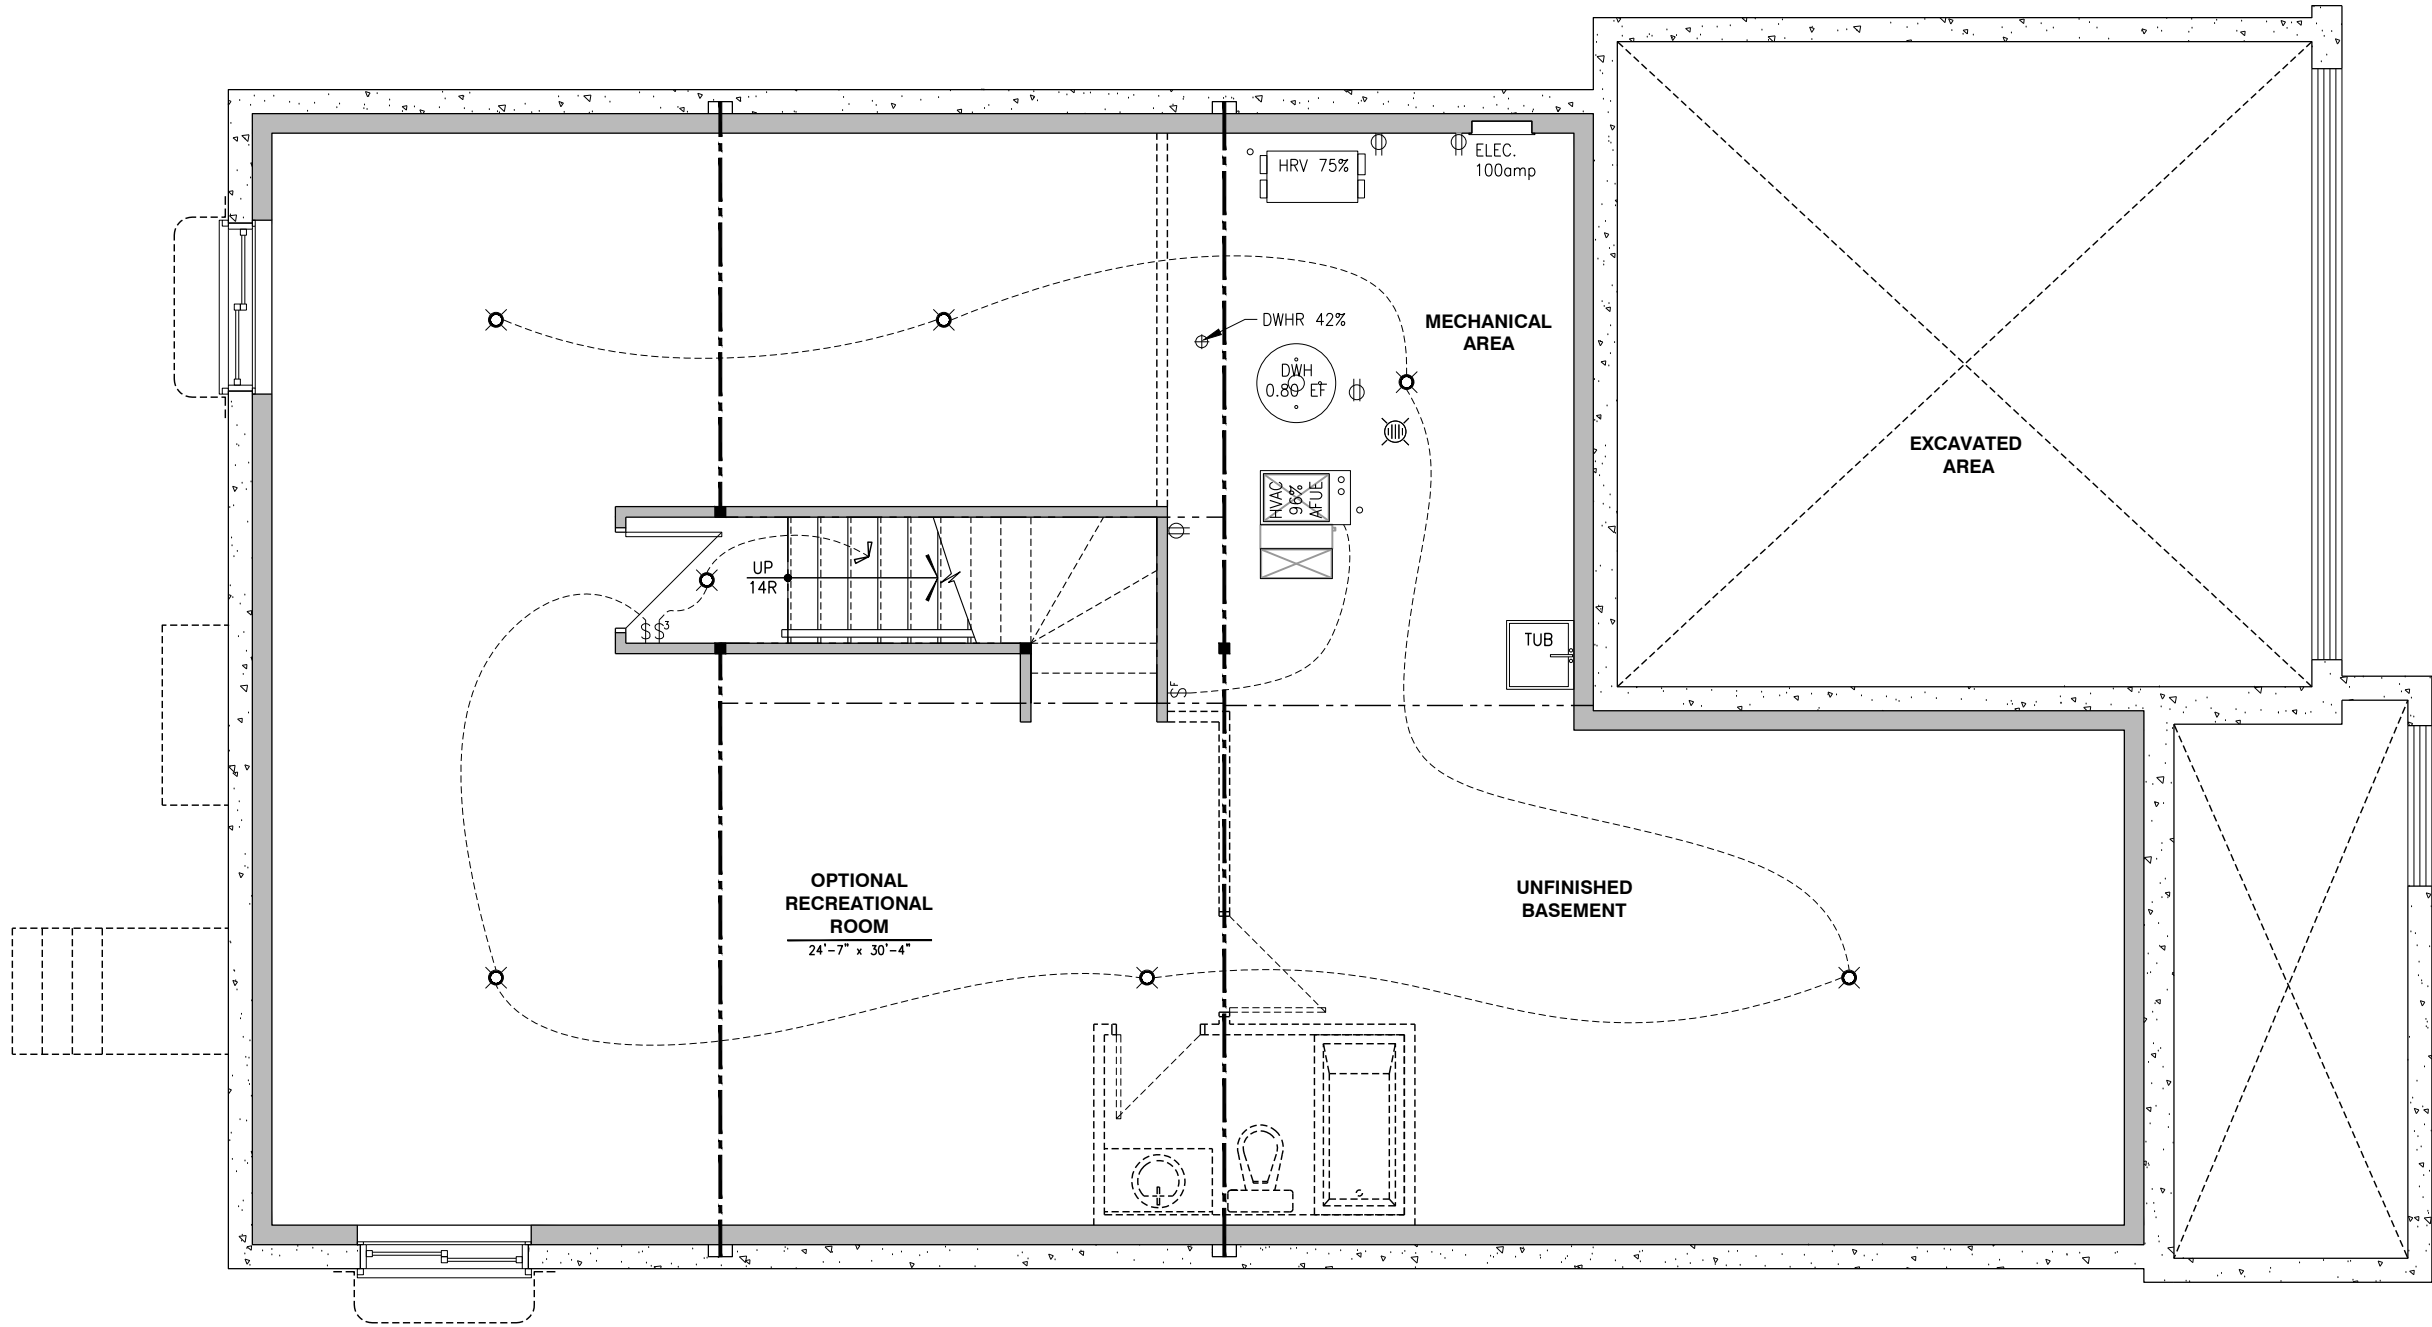 HRV 75%
ELEC.
100amp
DWHR 42%
MECHANICAL
AREA
DWH
0.80 EF
EXCAVATED
AREA
HVAC
96%
AFUE
UP
14R
$$3
TUB
$F
OPTIONAL
RECREATIONAL
ROOM
24'-7" x 30'-4"
UNFINISHED
BASEMENT